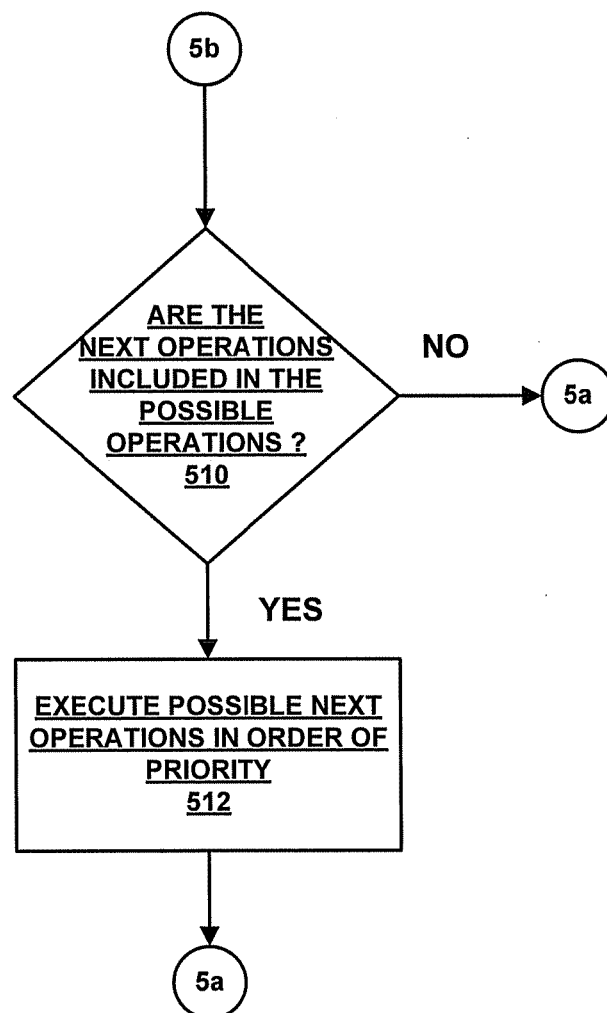 5b
ARE THE
NEXT OPERATIONS
INCLUDED IN THE
POSSIBLE
OPERATIONS ?
510
NO
5a
YES
EXECUTE POSSIBLE NEXT
OPERATIONS IN ORDER OF
PRIORITY
512
5a